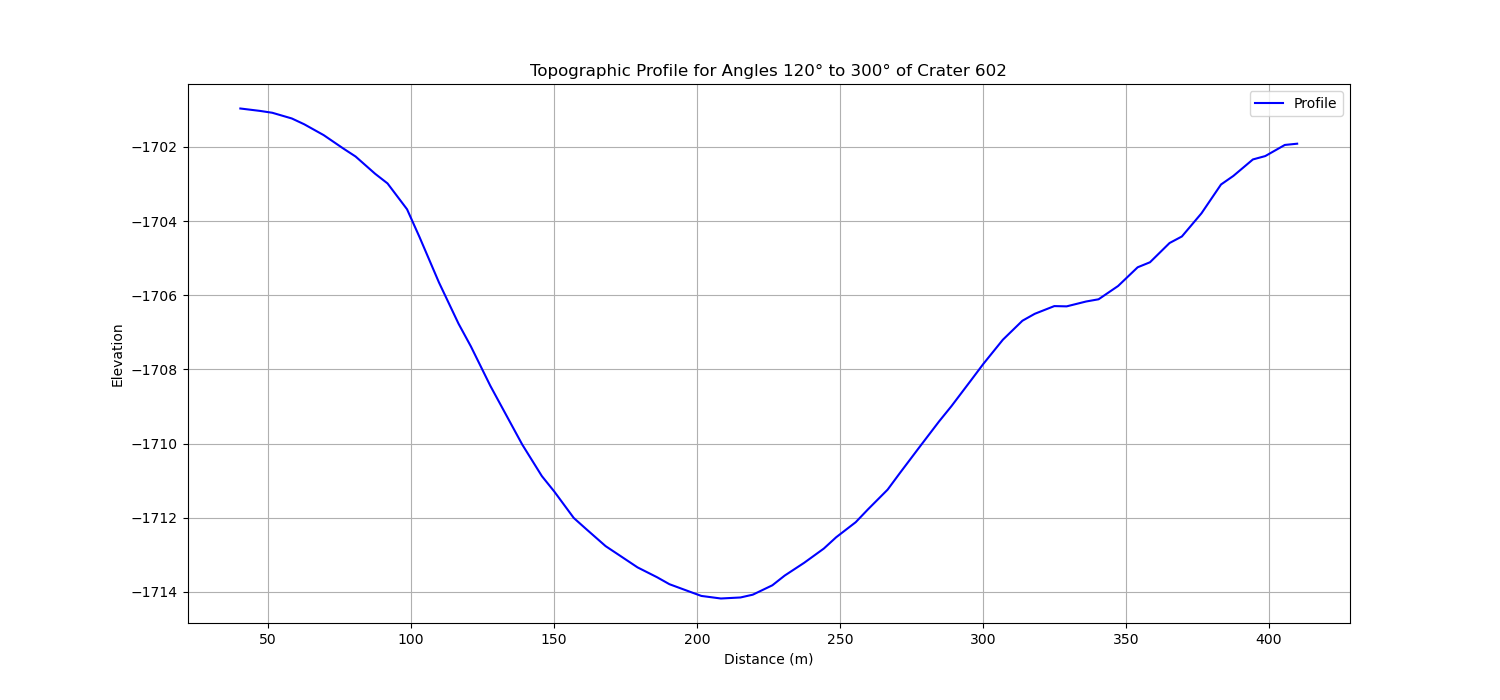 Topographic Profile for Angles 120° to 300° of Crater 602
Profile
−1702
−1704
−1706
−1708
−1710
−1712
−1714
Elevation
50 100 150 200 250 300 350 400
Distance (m)